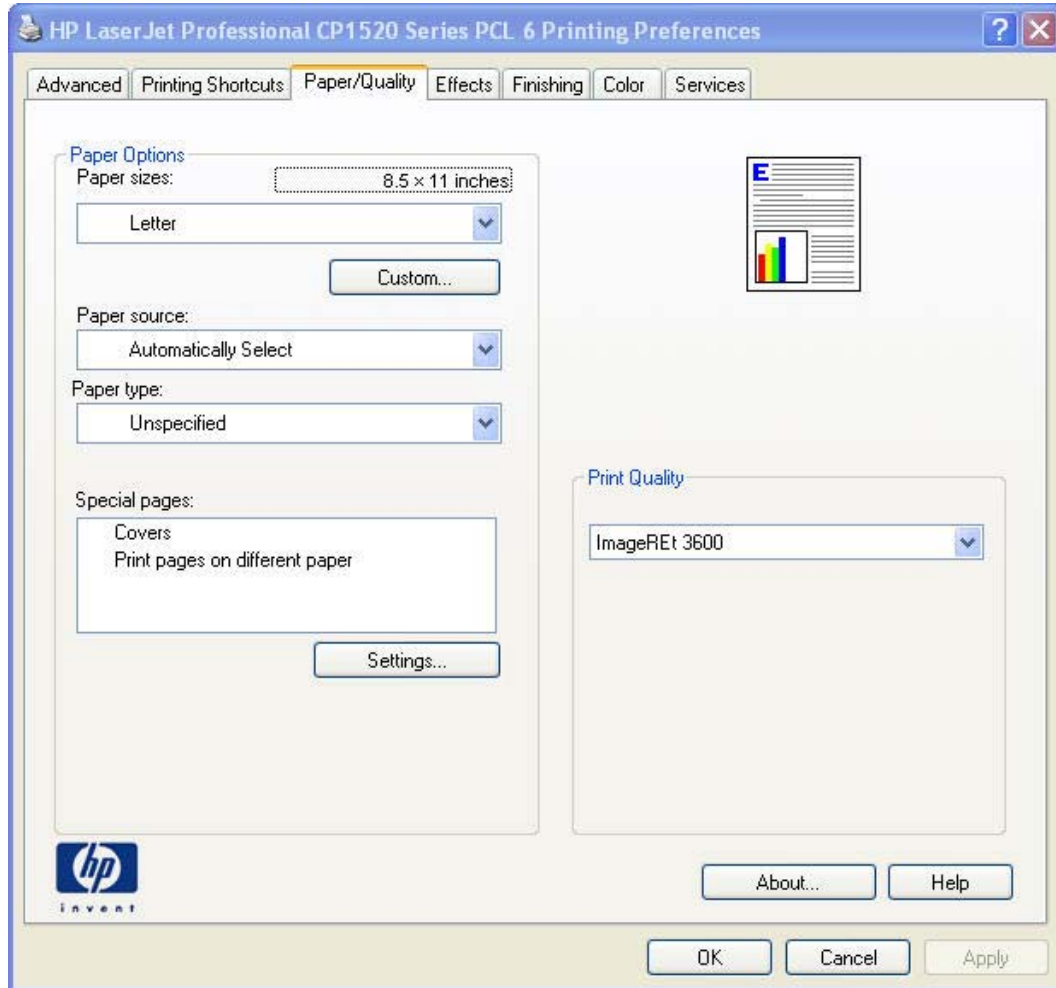 HP LaserJet Professional CP1520 Series PCL 6 Printing Preferences
Advanced Printing Shortcuts Paper/Quality Effects Finishing Color Services
Paper Options
Paper sizes: 8.5 × 11 inches
Letter
Custom...
Paper source:
Automatically Select
Paper type:
Unspecified
Special pages:
Covers
Print pages on different paper
Settings...
E
Print Quality
ImageREt 3600
hp
invent
About... Help
OK Cancel Apply